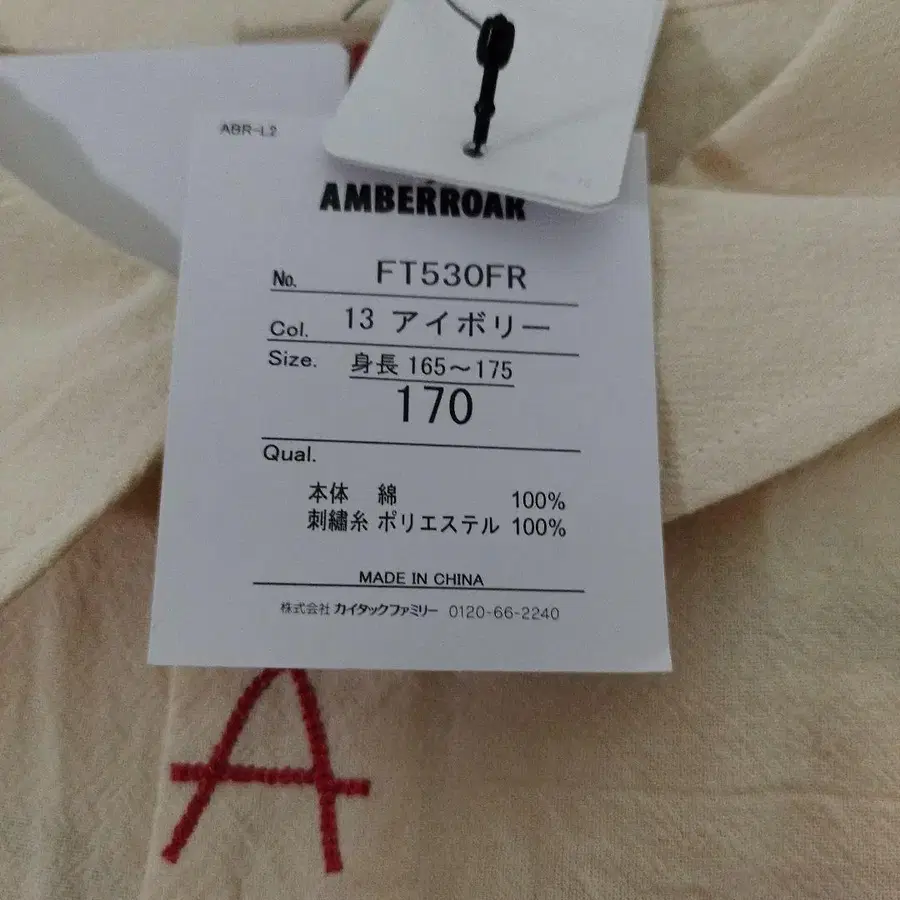 ABR-L2
AMBERROAR
No. FT530FR
Col. 13 アイボリー
Size. 身長 165～175
170
Qual.
本体 綿 100%
刺繍糸 ポリエステル 100%
MADE IN CHINA
株式会社 カイタックファミリー 0120-66-2240
A